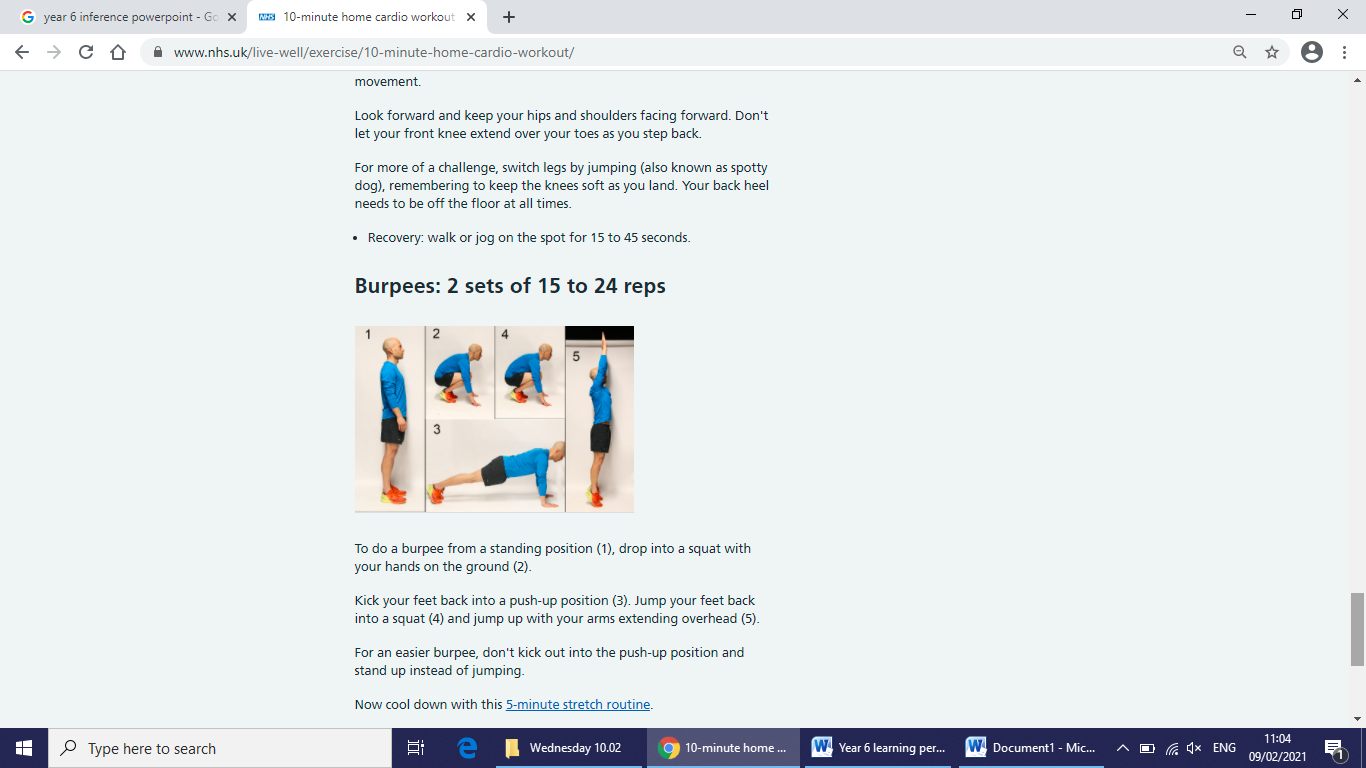 year 6 inference powerpoint - Go
10-minute home cardio workout
www.nhs.uk/live-well/exercise/10-minute-home-cardio-workout/
movement.
Look forward and keep your hips and shoulders facing forward. Don't
let your front knee extend over your toes as you step back.
For more of a challenge, switch legs by jumping (also known as spotty
dog), remembering to keep the knees soft as you land. Your back heel
needs to be off the floor at all times.
• Recovery: walk or jog on the spot for 15 to 45 seconds.
Burpees: 2 sets of 15 to 24 reps
1
2
4
5
3
To do a burpee from a standing position (1), drop into a squat with
your hands on the ground (2).
Kick your feet back into a push-up position (3). Jump your feet back
into a squat (4) and jump up with your arms extending overhead (5).
For an easier burpee, don't kick out into the push-up position and
stand up instead of jumping.
Now cool down with this 5-minute stretch routine.
Type here to search
Wednesday 10.02
10-minute home ...
Year 6 learning per...
Document1 - Mic...
ENG
11:04
09/02/2021
1